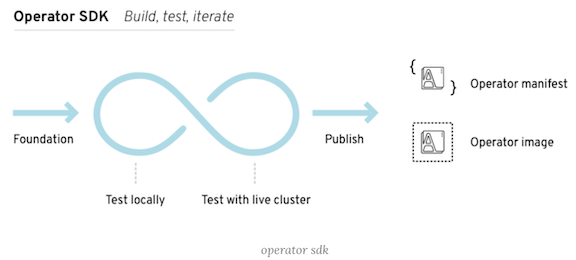 Operator SDK Build, test, iterate
Foundation
Test locally
Test with live cluster
Publish
{ A }
Operator manifest
A
Operator image
operator sdk